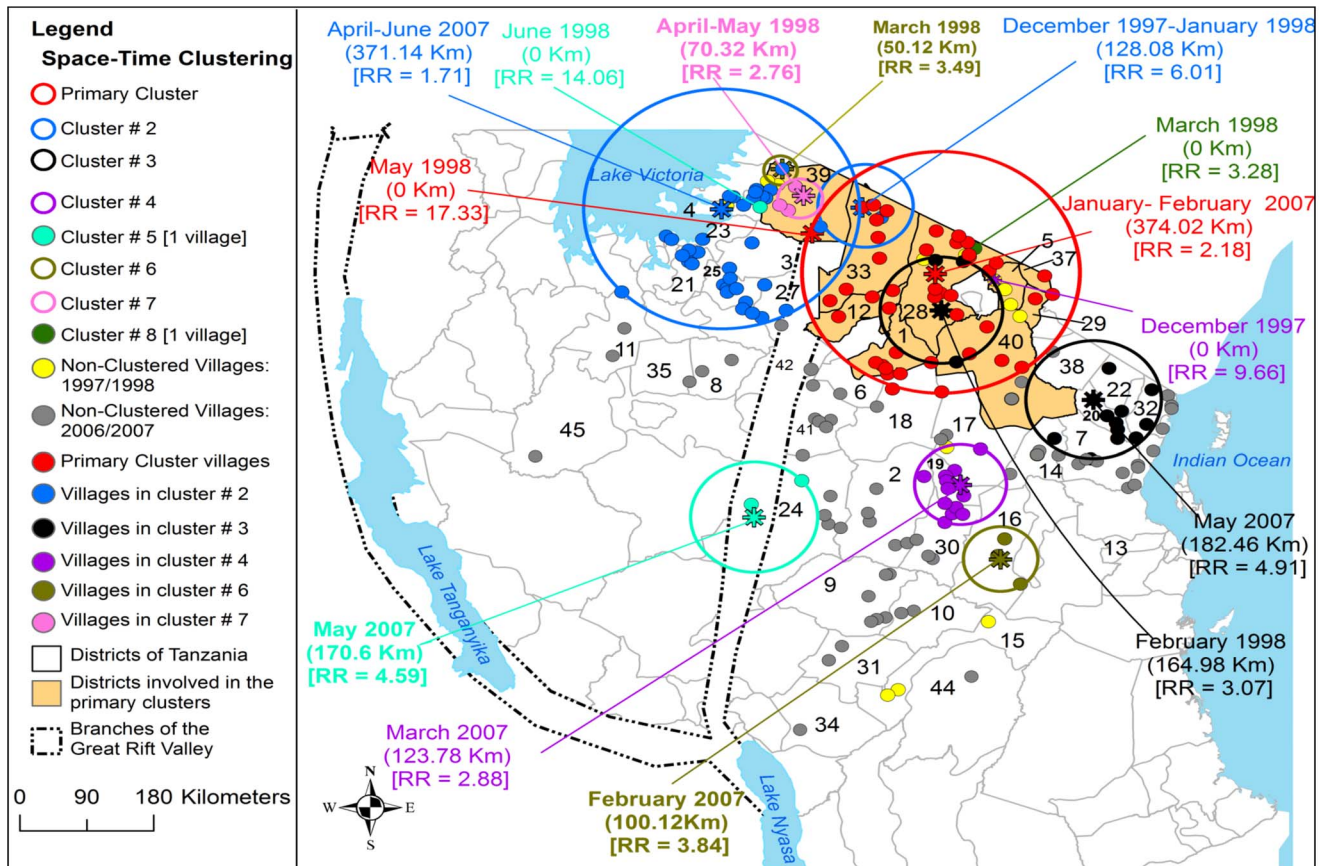 Legend
Space-Time Clustering
Primary Cluster
Cluster # 2
Cluster # 3
Cluster # 4
Cluster # 5 [1 village]
Cluster # 6
Cluster # 7
Cluster # 8 [1 village]
Non-Clustered Villages:
1997/1998
Non-Clustered Villages:
2006/2007
Primary Cluster villages
Villages in cluster # 2
Villages in cluster # 3
Villages in cluster # 4
Villages in cluster # 6
Villages in cluster # 7
Districts of Tanzania
Districts involved in the
primary clusters
Branches of the
Great Rift Valley
0 90 180 Kilometers
April-June 2007
(371.14 Km)
[RR = 1.71]
June 1998
(0 Km)
[RR = 14.06]
April-May 1998
(70.32 Km)
[RR = 2.76]
March 1998
(50.12 Km)
[RR = 3.49]
December 1997-January 1998
(128.08 Km)
[RR = 6.01]
March 1998
(0 Km)
[RR = 3.28]
May 1998
(0 Km)
[RR = 17.33]
January- February 2007
(374.02 Km)
[RR = 2.18]
Lake Victoria
39
4
23
5
37
3
33
25
21
27
12
28
1
29
40
December 1997
(0 Km)
[RR = 9.66]
11
42
35
8
6
38
22
32
20
7
18
17
41
45
14
Indian Ocean
19
2
24
16
May 2007
(182.46 Km)
[RR = 4.91]
30
13
9
10
15
Lake Tanganyika
May 2007
(170.6 Km)
[RR = 4.59]
February 1998
(164.98 Km)
[RR = 3.07]
31
44
34
March 2007
(123.78 Km)
[RR = 2.88]
February 2007
(100.12Km)
[RR = 3.84]
Lake Nyasa
N
W E
S